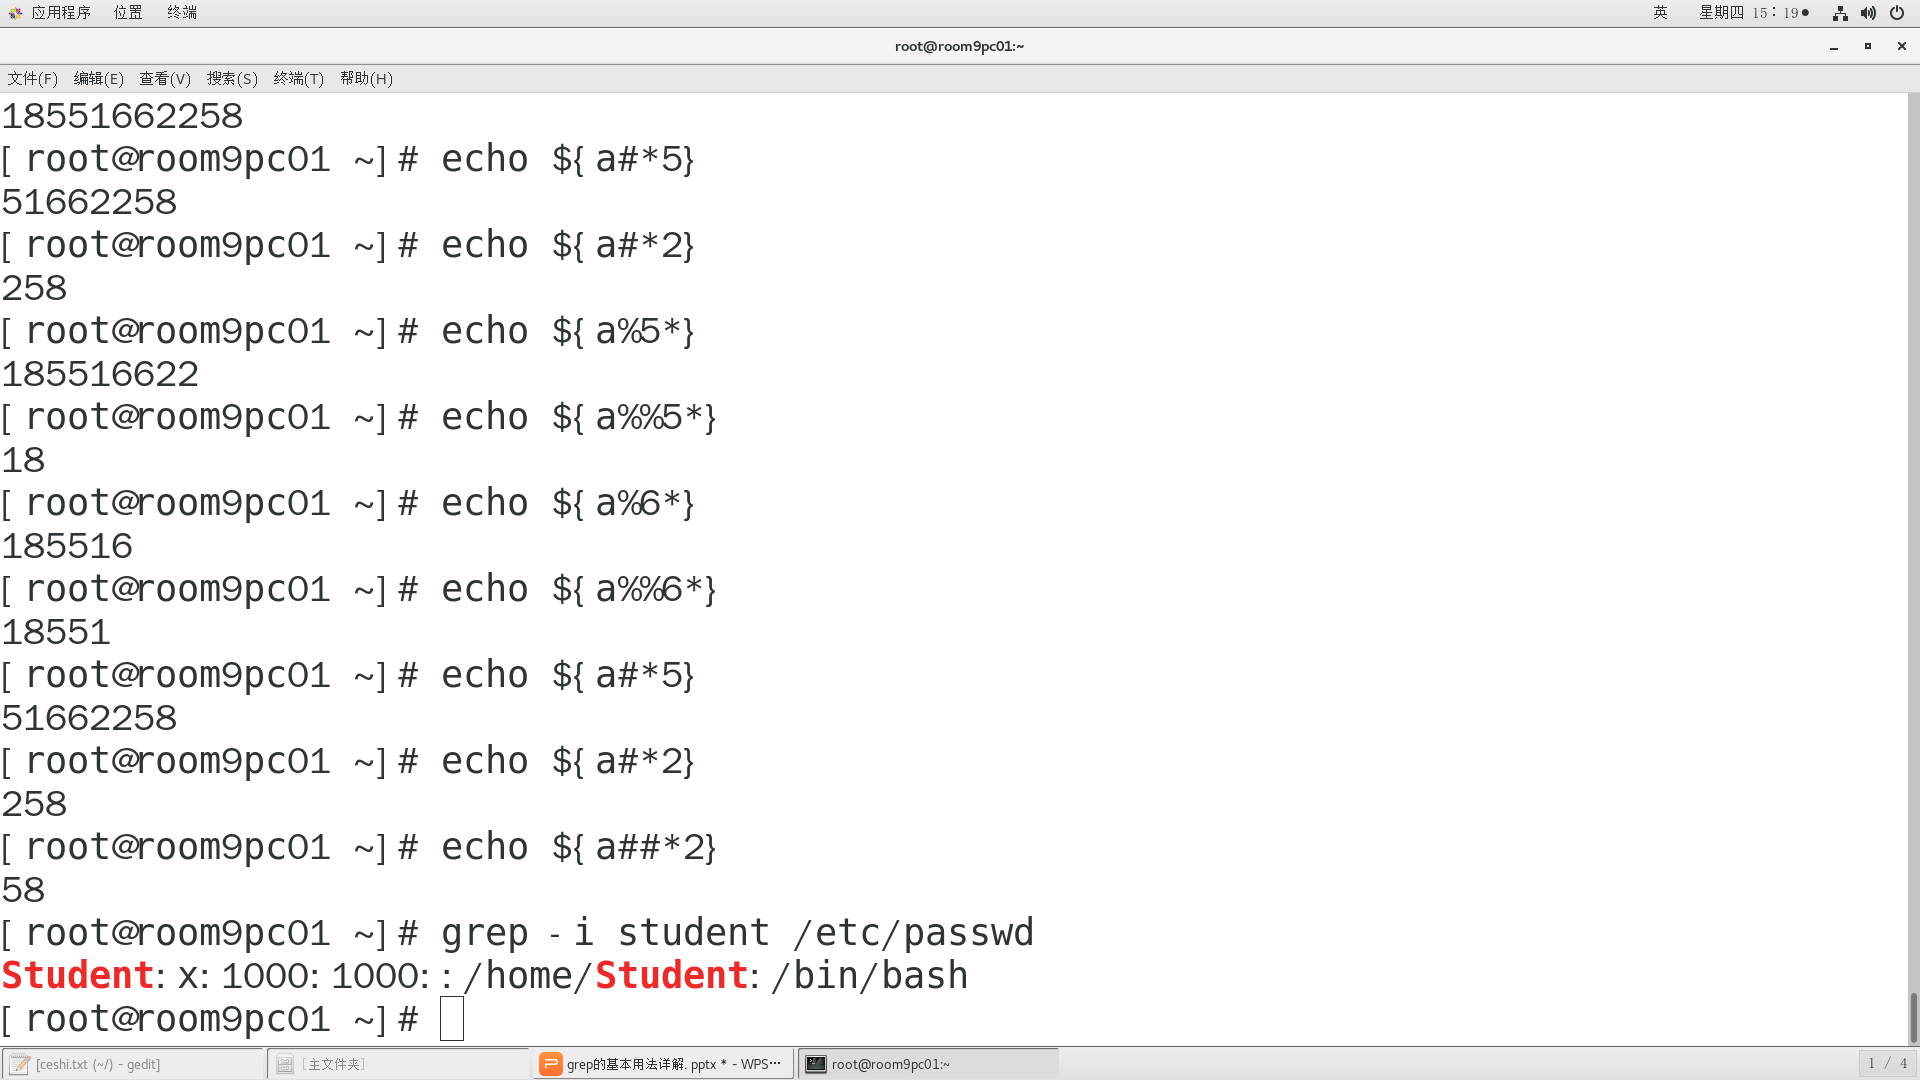 应用程序 位置 终端 英 星期四 15：19●
root@room9pc01:~
文件(F) 编辑(E) 查看(V) 搜索(S) 终端(T) 帮助(H)
18551662258
[root@room9pc01 ~]# echo ${a#*5}
51662258
[root@room9pc01 ~]# echo ${a#*2}
258
[root@room9pc01 ~]# echo ${a%5*}
185516622
[root@room9pc01 ~]# echo ${a%%5*}
18
[root@room9pc01 ~]# echo ${a%6*}
185516
[root@room9pc01 ~]# echo ${a%%6*}
18551
[root@room9pc01 ~]# echo ${a#*5}
51662258
[root@room9pc01 ~]# echo ${a#*2}
258
[root@room9pc01 ~]# echo ${a##*2}
58
[root@room9pc01 ~]# grep -i student /etc/passwd
Student:x:1000:1000::/home/Student:/bin/bash
[root@room9pc01 ~]#
[ceshi.txt (~/) - gedit] [主文件夹] grep的基本用法详解.pptx * - WPS… root@room9pc01:~ 1 / 4